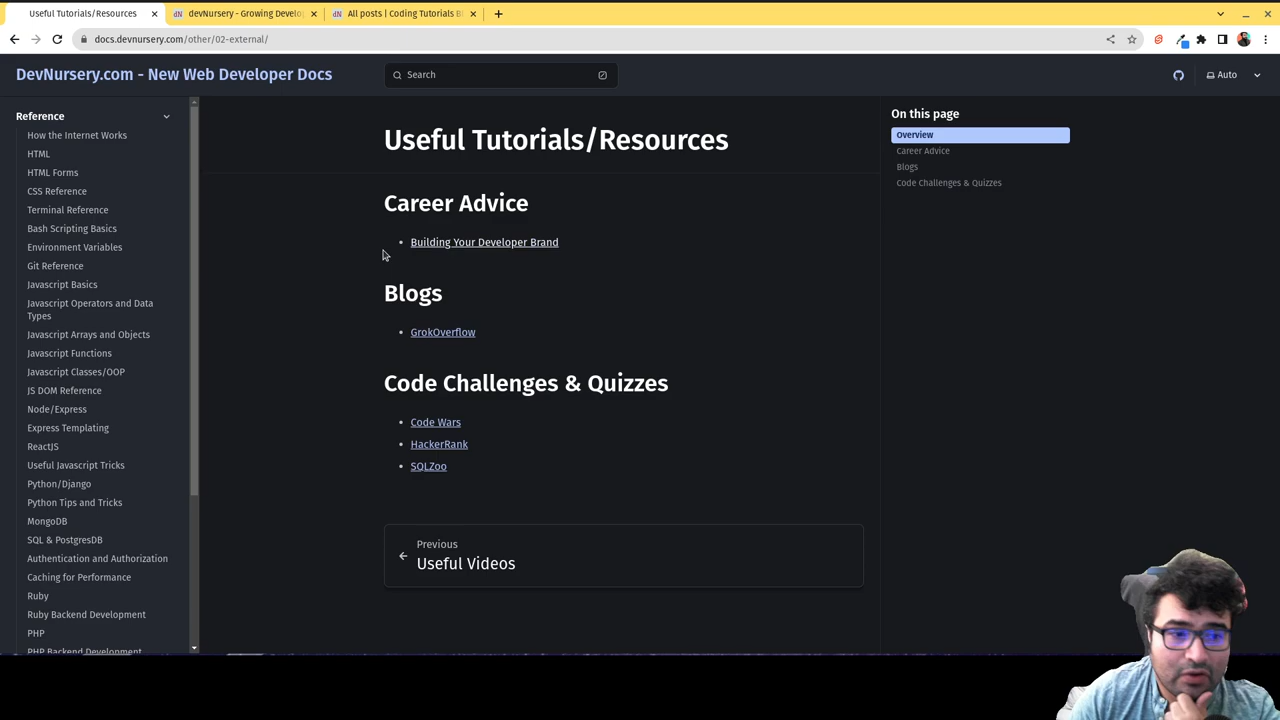 Useful Tutorials/Resources
devNursery - Growing Develo
All posts | Coding Tutorials B
docs.devnursery.com/other/02-external/
DevNursery.com - New Web Developer Docs
Search
Auto
Reference
How the Internet Works
HTML
HTML Forms
CSS Reference
Terminal Reference
Bash Scripting Basics
Environment Variables
Git Reference
Javascript Basics
Javascript Operators and Data
Types
Javascript Arrays and Objects
Javascript Functions
Javascript Classes/OOP
JS DOM Reference
Node/Express
Express Templating
ReactJS
Useful Javascript Tricks
Python/Django
Python Tips and Tricks
MongoDB
SQL & PostgresDB
Authentication and Authorization
Caching for Performance
Ruby
Ruby Backend Development
PHP
PHP Backend Development
Useful Tutorials/Resources
Career Advice
Building Your Developer Brand
Blogs
GrokOverflow
Code Challenges & Quizzes
Code Wars
HackerRank
SQLZoo
Previous
Useful Videos
On this page
Overview
Career Advice
Blogs
Code Challenges & Quizzes